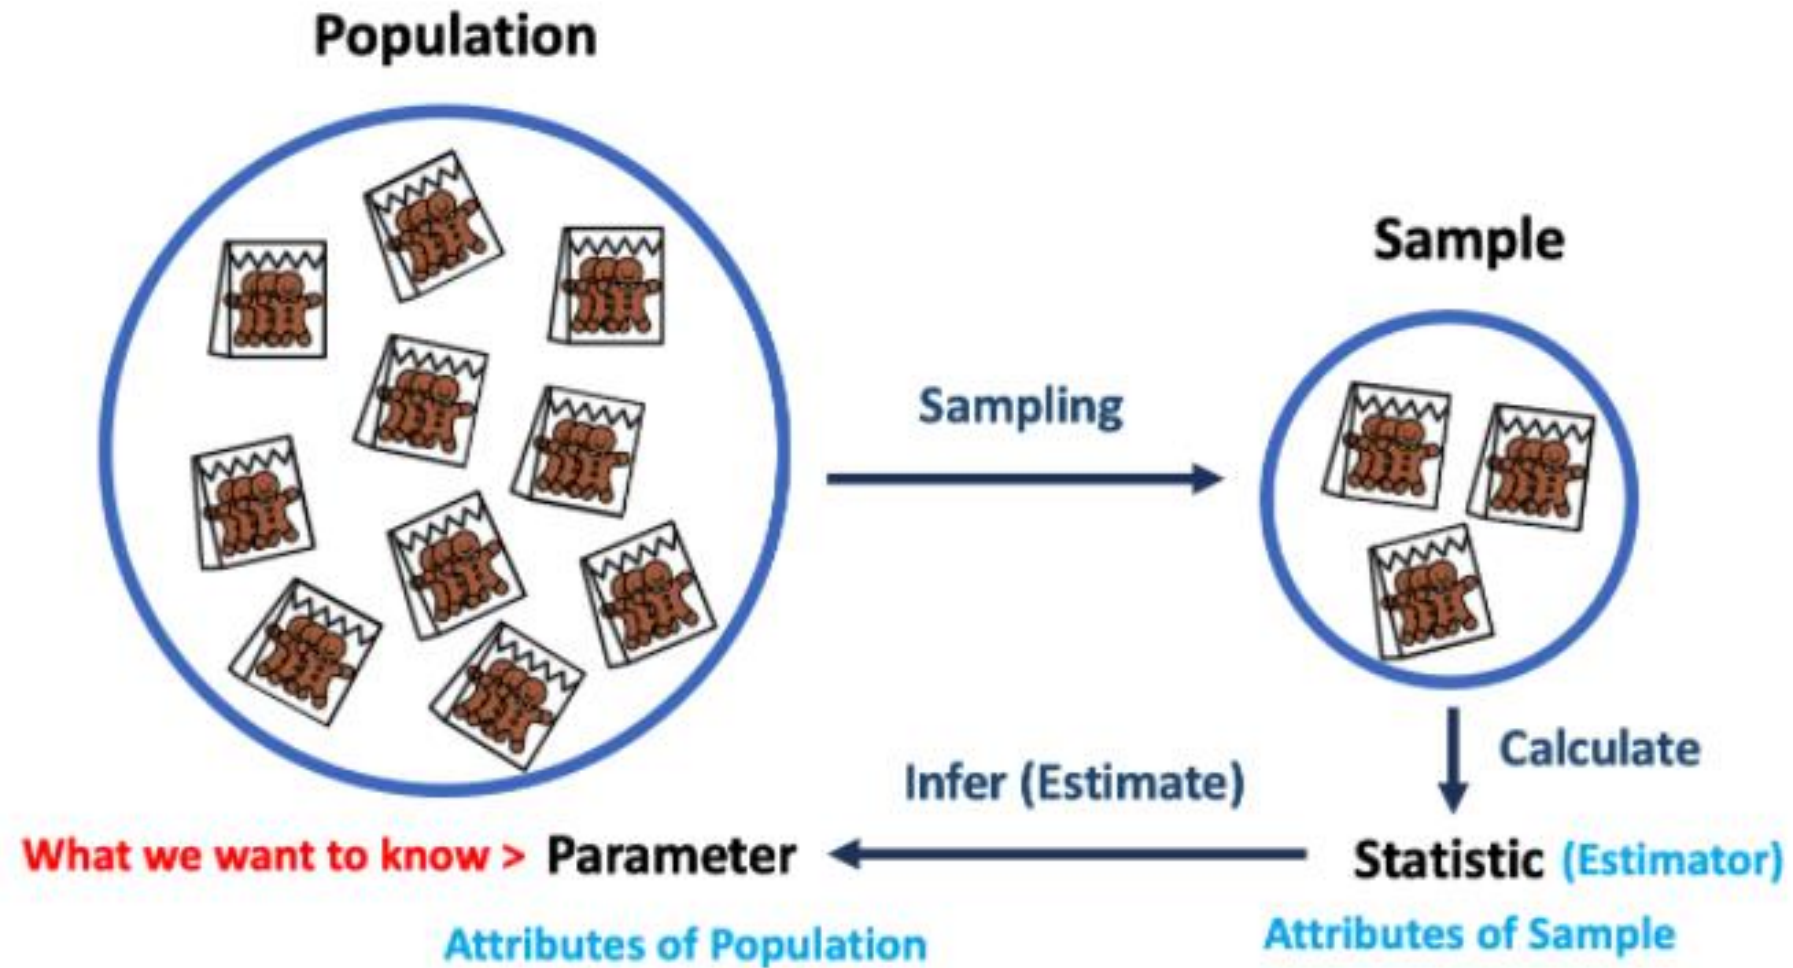 Population
Sample
Sampling
Calculate
Infer (Estimate)
What we want to know > Parameter
Statistic (Estimator)
Attributes of Population
Attributes of Sample